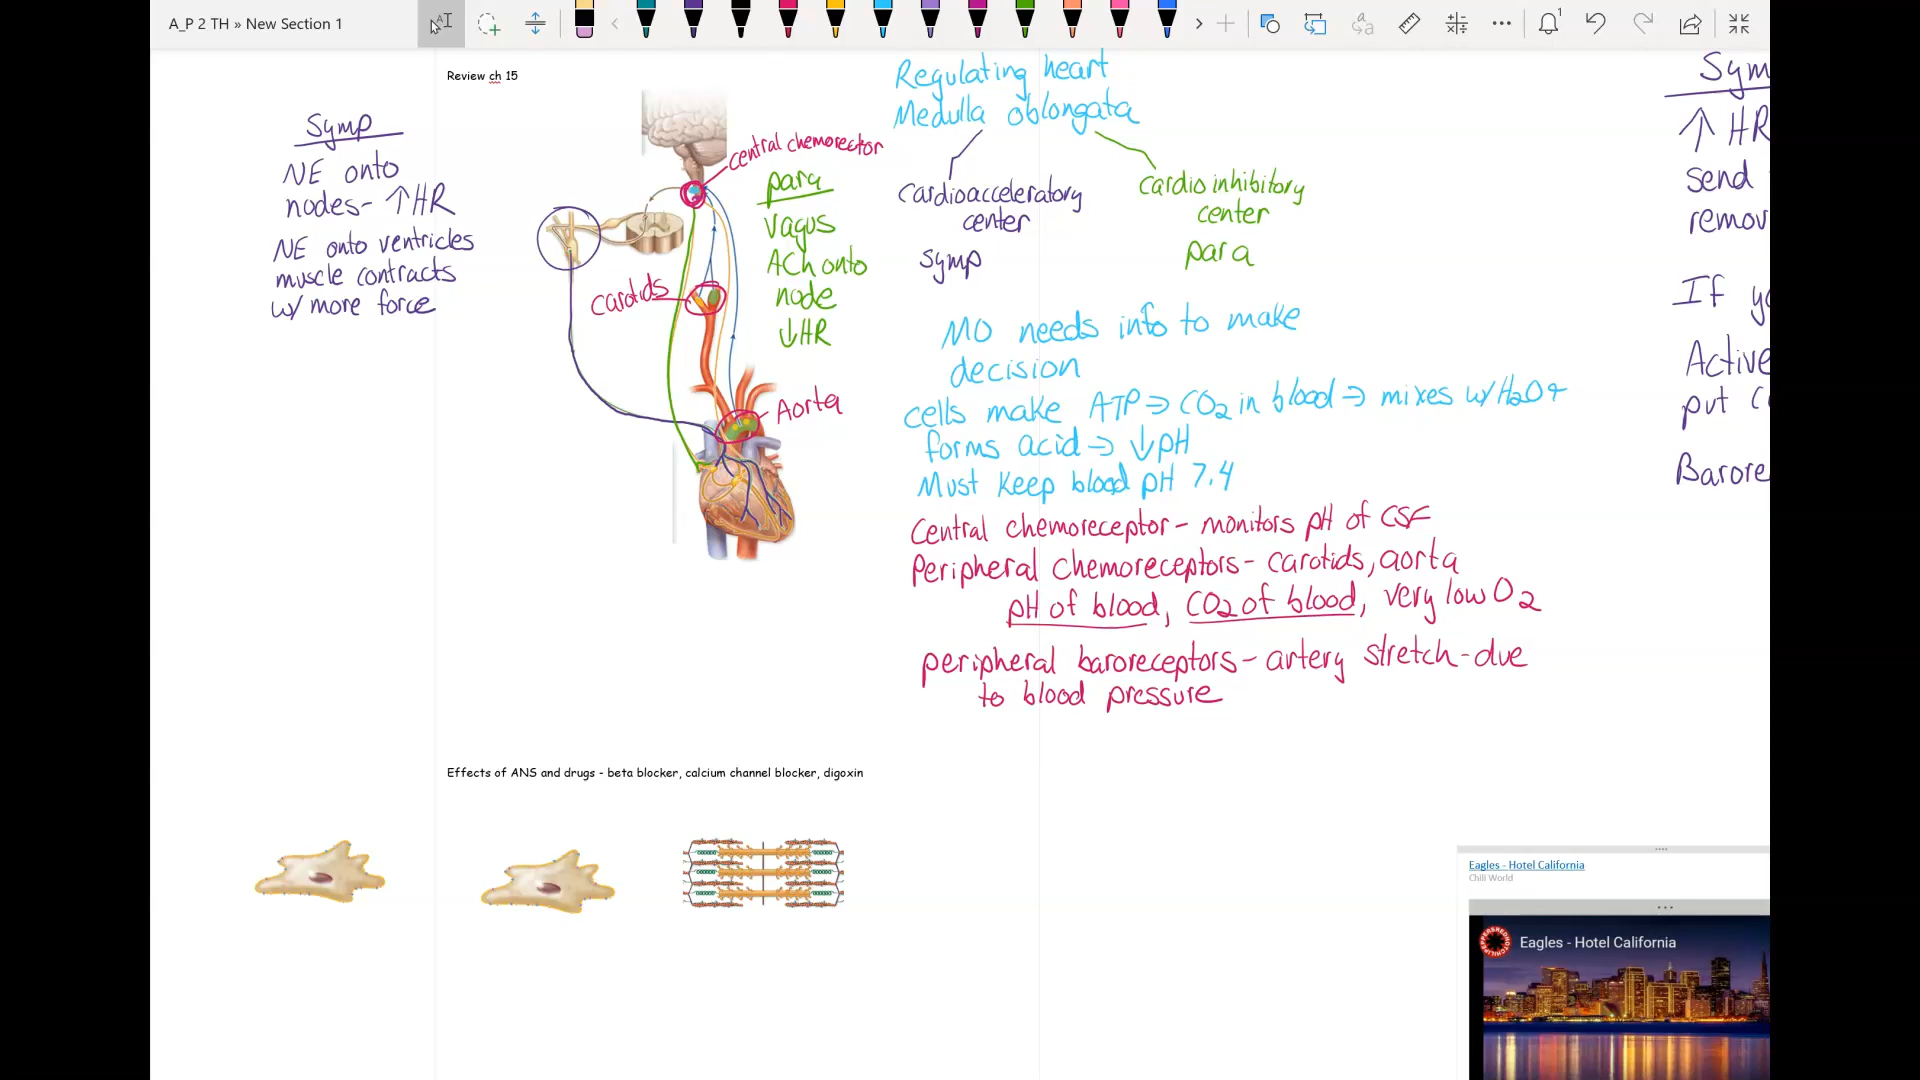 A_P 2 TH » New Section 1
Review ch 15
Symp
NE onto
nodes- ↑HR
NE onto ventricles
muscle contracts
w/ more force
central chemorector
para
vagus
ACh onto
node
↓HR
carotids
Aorta
Regulating heart
Medulla oblongata
Cardioacceleratory
center
Symp
Cardio inhibitory
center
para
MO needs info to make
decision
cells make ATP → CO2 in blood → mixes w/ H2O +
forms acid → ↓pH
Must keep blood pH 7.4
Central chemoreceptor - monitors pH of CSF
Peripheral chemoreceptors - carotids, aorta
pH of blood, CO2 of blood, very low O2
peripheral baroreceptors - artery stretch - due
to blood pressure
Sym
↑ HR
send
remov
If yo
Active
put c
Barore
Effects of ANS and drugs - beta blocker, calcium channel blocker, digoxin
Eagles - Hotel California
Chill World
Eagles - Hotel California